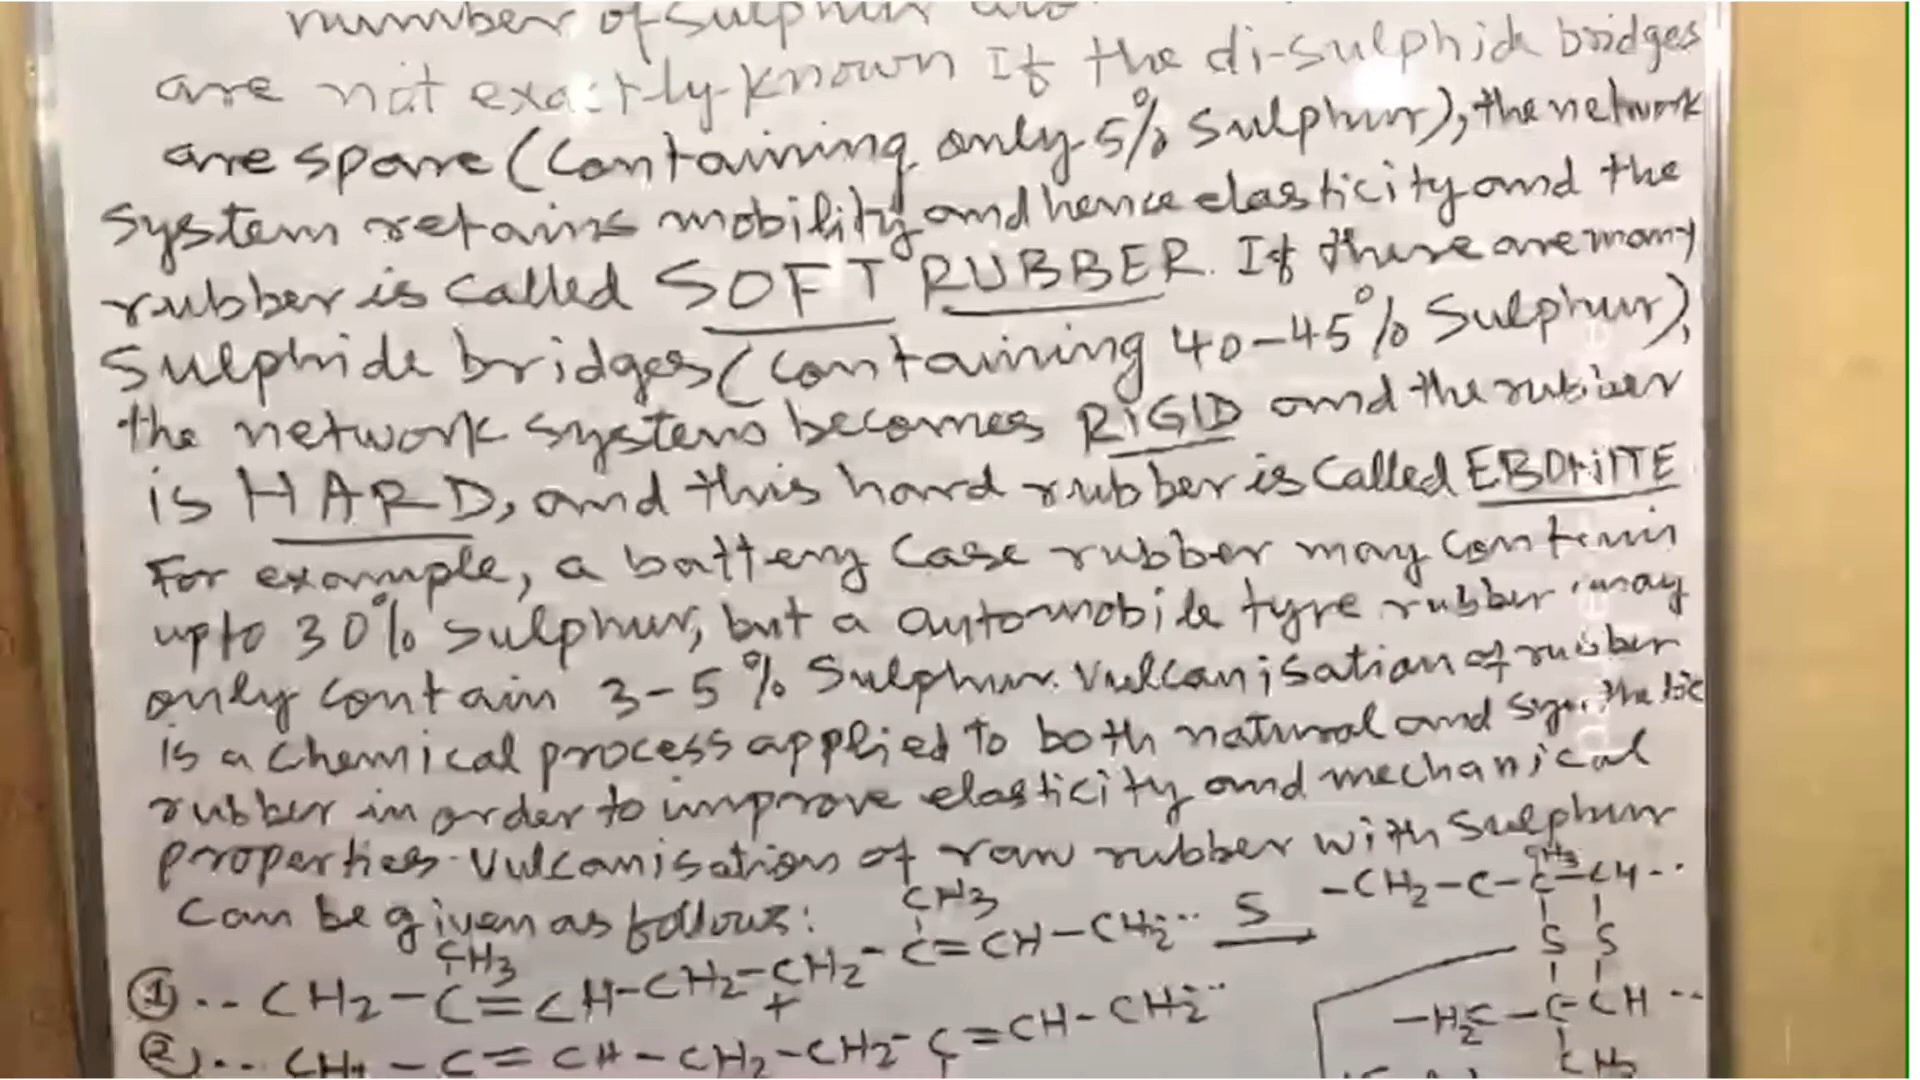 number of sulphur
are not exactly known If the di-sulphide bridges
are spare (containing only 5% sulphur), the network
system retains mobility and hence elasticity and the
rubber is called SOFT RUBBER. If there are many
sulphide bridges (containing 40-45% sulphur),
the network systems becomes RIGID and the rubber
is HARD, and this hard rubber is called EBONITE
For example, a battery case rubber may contain
upto 30% sulphur, but a automobile tyre rubber may
only contain 3-5% sulphur. Vulcanisation of rubber
is a chemical process applied to both natural and synthetic
rubber in order to improve elasticity and mechanical
properties. Vulcanisation of raw rubber with sulphur
can be given as follows:
CH3 CH3 CH3
① .. CH2-C=CH-CH2-CH2-C=CH-CH2... S -CH2-C-C-CH..
S S
+
-H2C-C-CH ..
② ... CH2-C=CH-CH2-CH2-C=CH-CH2..
CH3